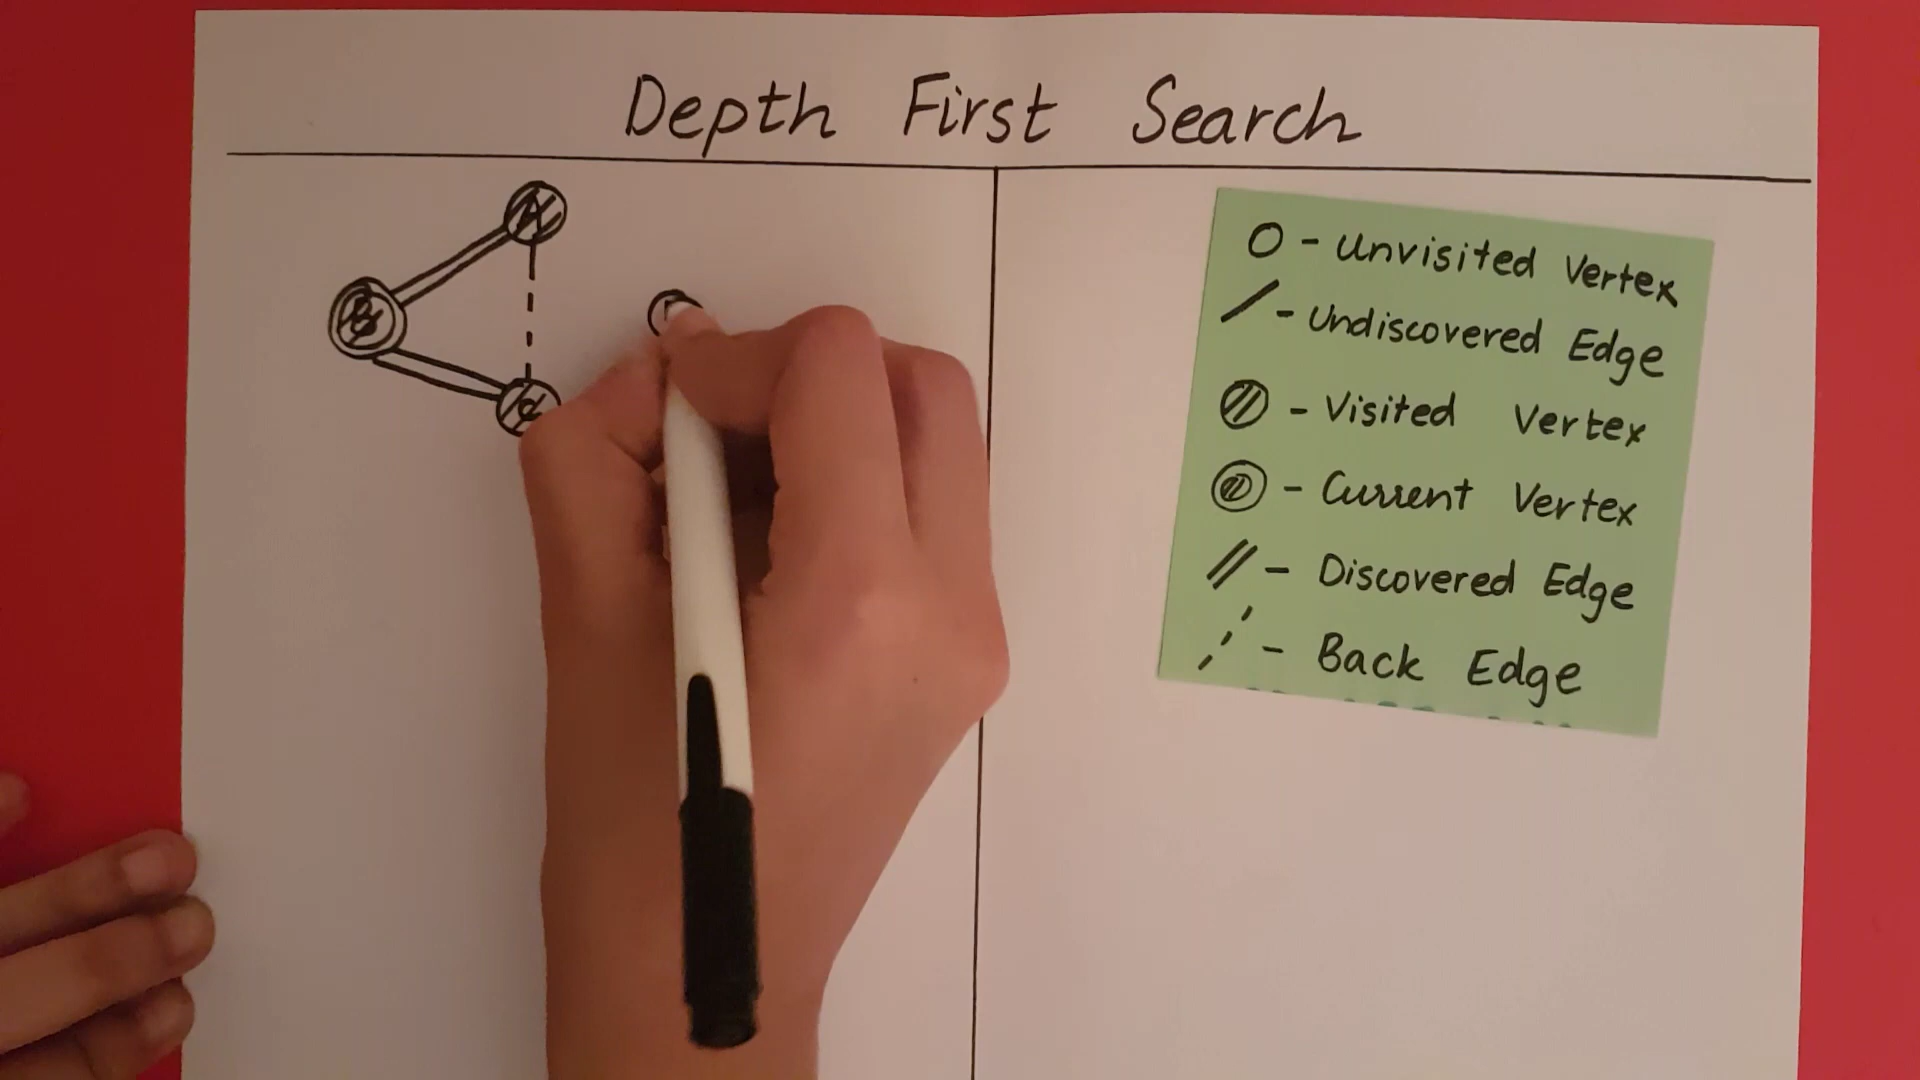 Depth First Search
A
B
C
O - Unvisited Vertex
/ - Undiscovered Edge
- Visited Vertex
- Current Vertex
// - Discovered Edge
- Back Edge